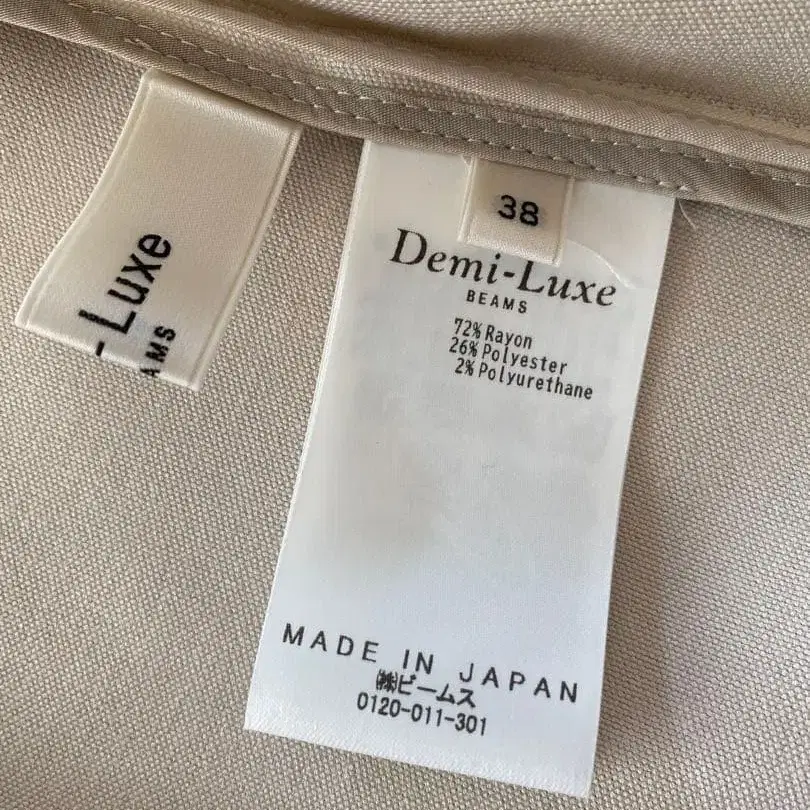 - Luxe
AMS
38
Demi-Luxe
BEAMS
72% Rayon
26% Polyester
2% Polyurethane
MADE IN JAPAN
㈱ビームス
0120-011-301